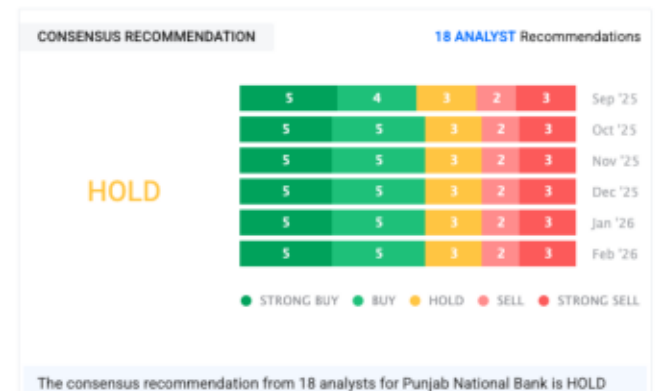 CONSENSUS RECOMMENDATION 18 ANALYST Recommendations
5 4 3 2 3 Sep '25
5 5 3 2 3 Oct '25
5 5 3 2 3 Nov '25
HOLD
5 5 3 2 3 Dec '25
5 5 3 2 3 Jan '26
5 5 3 2 3 Feb '26
STRONG BUY BUY HOLD SELL STRONG SELL
The consensus recommendation from 18 analysts for Punjab National Bank is HOLD